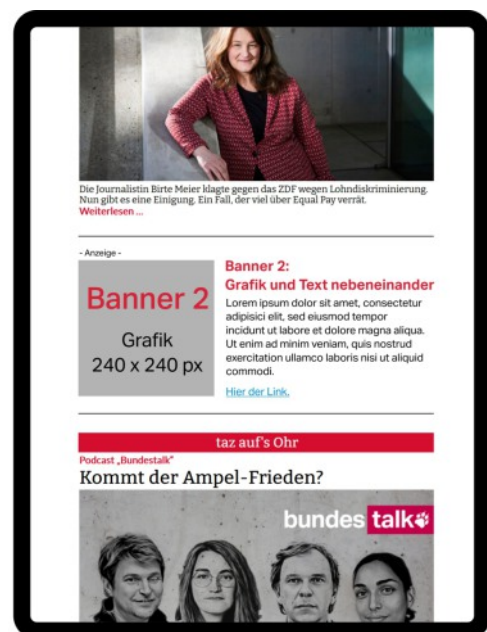 Die Journalistin Birte Meier klagte gegen das ZDF wegen Lohndiskriminierung.
Nun gibt es eine Einigung. Ein Fall, der viel über Equal Pay verrät.
Weiterlesen ...
- Anzeige -
Banner 2
Grafik
240 x 240 px
Banner 2:
Grafik und Text nebeneinander
Lorem ipsum dolor sit amet, consectetur
adipisici elit, sed eiusmod tempor
incidunt ut labore et dolore magna aliqua.
Ut enim ad minim veniam, quis nostrud
exercitation ullamco laboris nisi ut aliquid
commodi.
Hier der Link.
taz auf's Ohr
Podcast „Bundestalk"
Kommt der Ampel-Frieden?
bundes talk